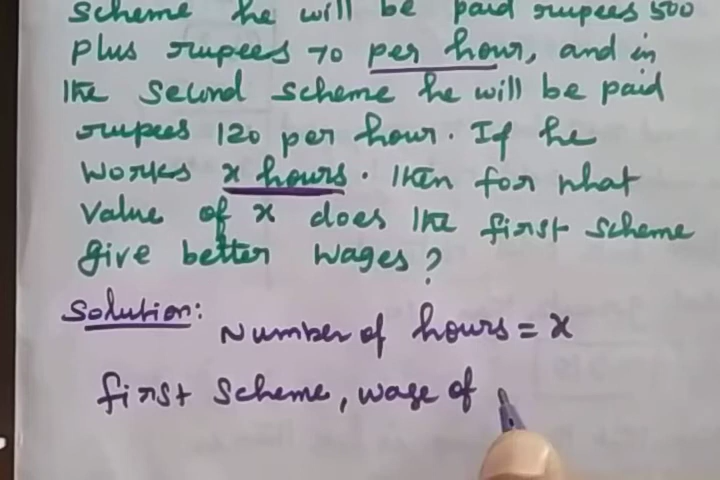 scheme he will be paid rupees 500
plus rupees 70 per hour, and in
the second scheme he will be paid
rupees 120 per hour. If he
works x hours. Then for what
value of x does the first scheme
give better wages?
Solution: Number of hours = x
first scheme, wage of